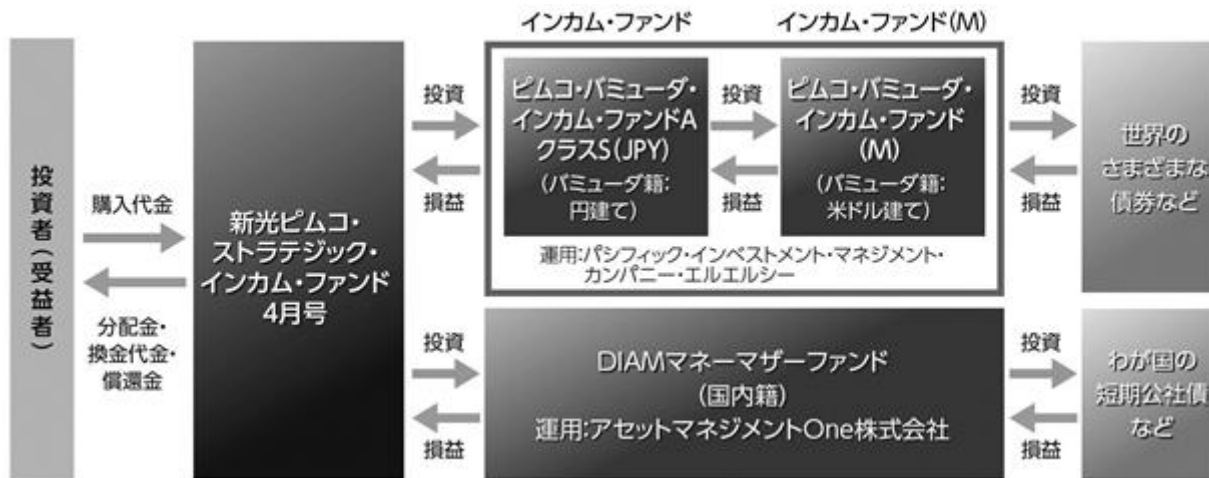 インカム・ファンド
インカム・ファンド(M)
投資者(受益者)
購入代金
分配金・
換金代金・
償還金
新光ピムコ・
ストラテジック・
インカム・ファンド
4月号
投資
損益
ピムコ・バミューダ・
インカム・ファンドA
クラスS(JPY)
(バミューダ籍:
円建て)
投資
損益
ピムコ・バミューダ・
インカム・ファンド
(M)
(バミューダ籍:
米ドル建て)
運用:パシフィック・インベストメント・マネジメント・
カンパニー・エルエルシー
投資
損益
世界の
さまざまな
債券など
投資
損益
DIAMマネーマザーファンド
(国内籍)
運用:アセットマネジメントOne株式会社
投資
損益
わが国の
短期公社債
など